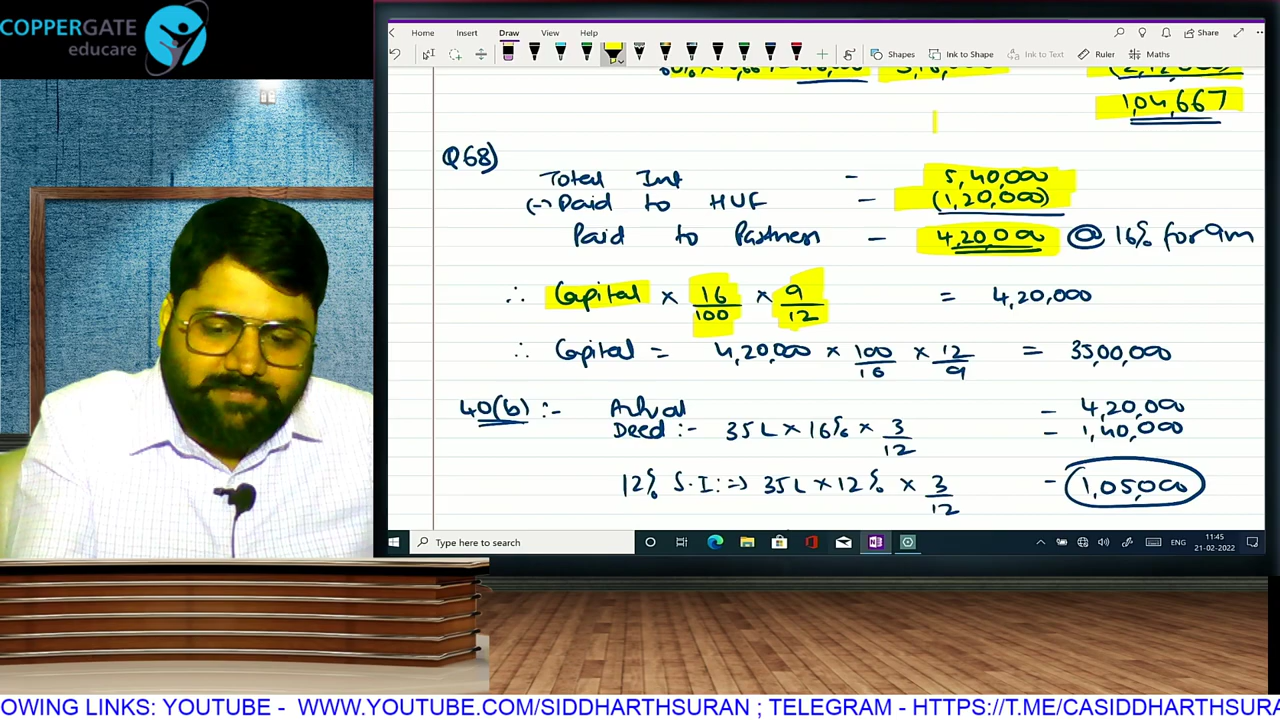 COPPERGATE
educare
Home Insert Draw View Help Share
Shapes Ink to Shape Ink to Text Ruler Maths
1,04,667
Q68)
Total Int - 5,40,000
(-) Paid to HUF - (1,20,000)
Paid to Partners - 4,20,000 @ 16% for 9m
∴ Capital × 16/100 × 9/12 = 4,20,000
∴ Capital = 4,20,000 × 100/16 × 12/9 = 35,00,000
40(b) :- Actual - 4,20,000
Deed :- 35L × 16% × 3/12 - 1,40,000
12% S.I :=> 35L × 12% × 3/12 - 1,05,000
Type here to search
ENG
11:45
21-02-2022
OWING LINKS: YOUTUBE - WWW.YOUTUBE.COM/SIDDHARTHSURAN ; TELEGRAM - HTTPS://T.ME/CASIDDHARTHSURA